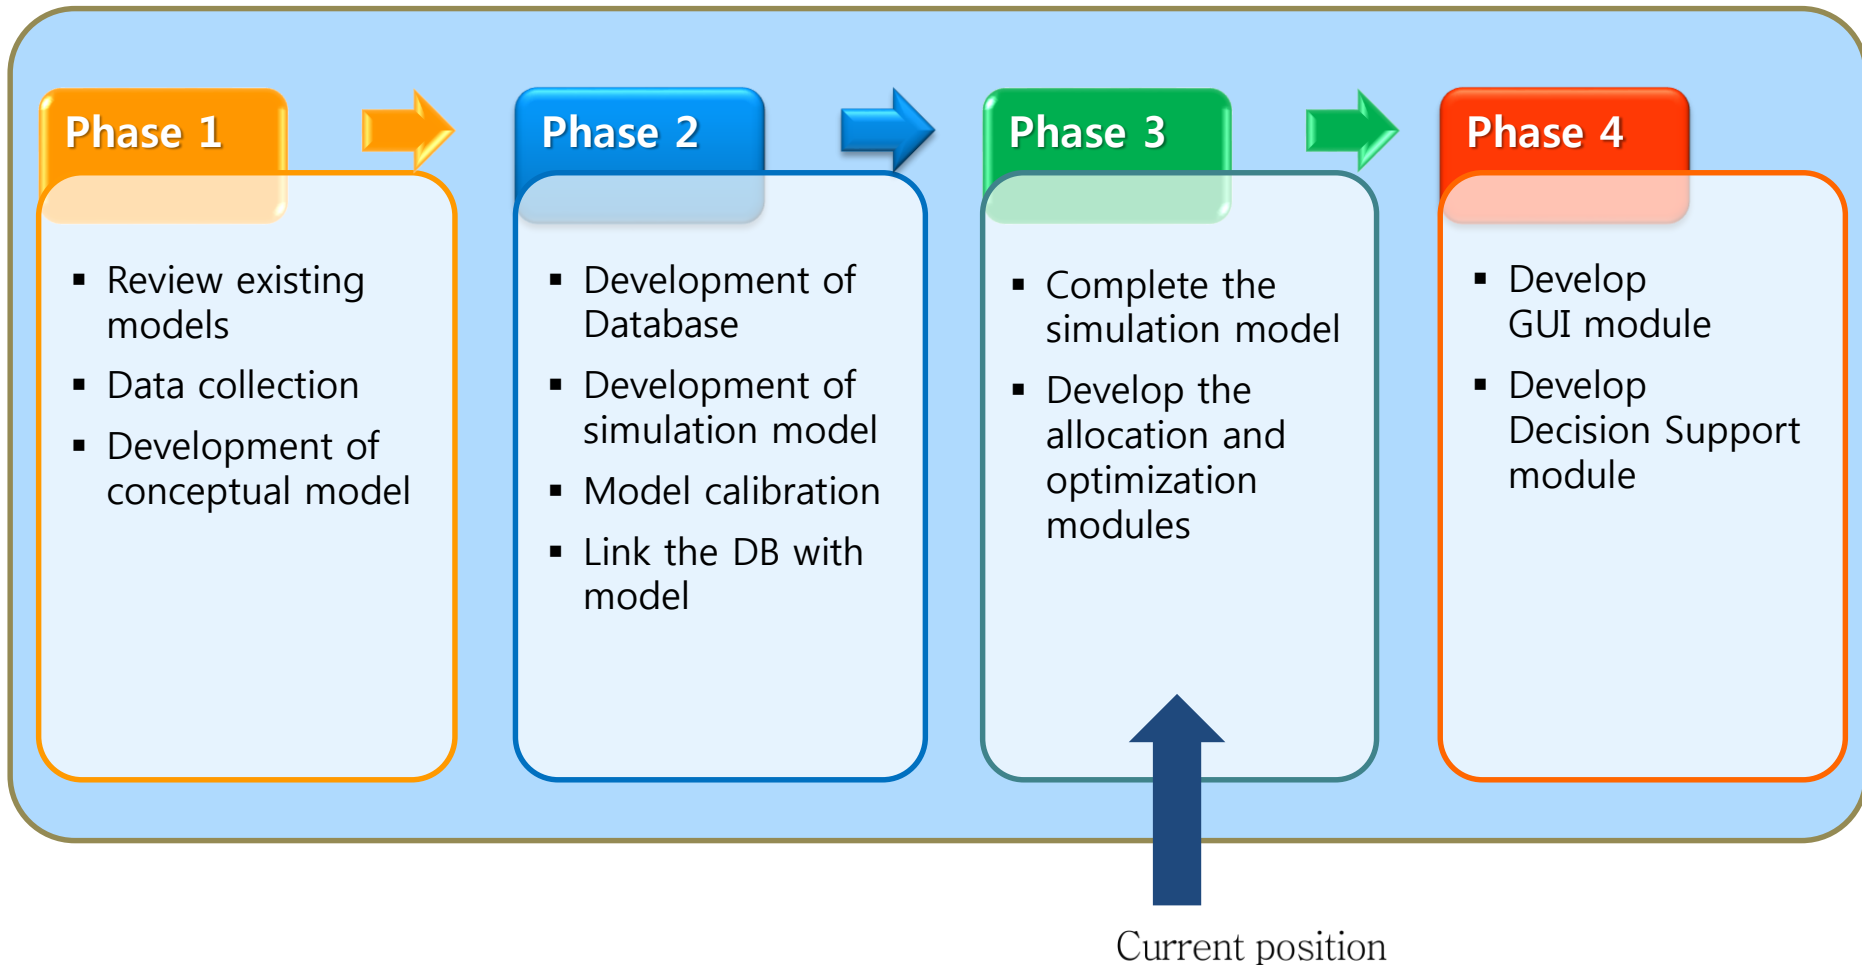 Phase 1
▪ Review existing
models
▪ Data collection
▪ Development of
conceptual model
Phase 2
▪ Development of
Database
▪ Development of
simulation model
▪ Model calibration
▪ Link the DB with
model
Phase 3
▪ Complete the
simulation model
▪ Develop the
allocation and
optimization
modules
Phase 4
▪ Develop
GUI module
▪ Develop
Decision Support
module
Current position